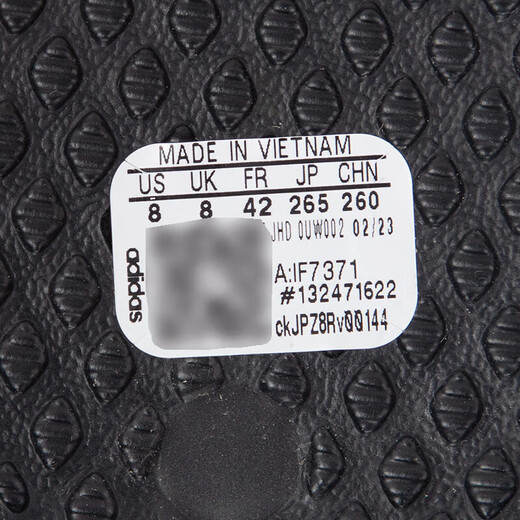 MADE IN VIETNAM
US UK FR JP CHN
8 8 42 265 260
JHD 0UW002 02/23
adidas
A:IF7371
#132471622
ckJPZ8Rv00144